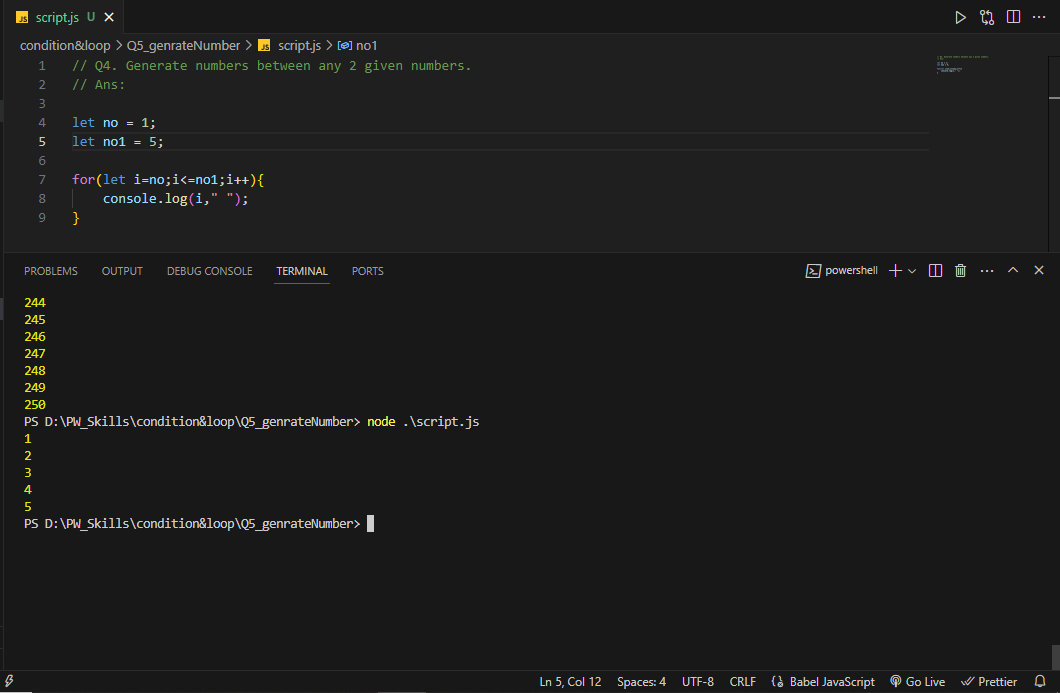 JS script.js U
condition&loop > Q5_genrateNumber > JS script.js > no1
1 // Q4. Generate numbers between any 2 given numbers.
2 // Ans:
3
4 let no = 1;
5 let no1 = 5;
6
7 for(let i=no;i<=no1;i++){
8 console.log(i," ");
9 }
PROBLEMS OUTPUT DEBUG CONSOLE TERMINAL PORTS powershell
244
245
246
247
248
249
250
PS D:\PW_Skills\condition&loop\Q5_genrateNumber> node .\script.js
1
2
3
4
5
PS D:\PW_Skills\condition&loop\Q5_genrateNumber>
Ln 5, Col 12 Spaces: 4 UTF-8 CRLF Babel JavaScript Go Live Prettier